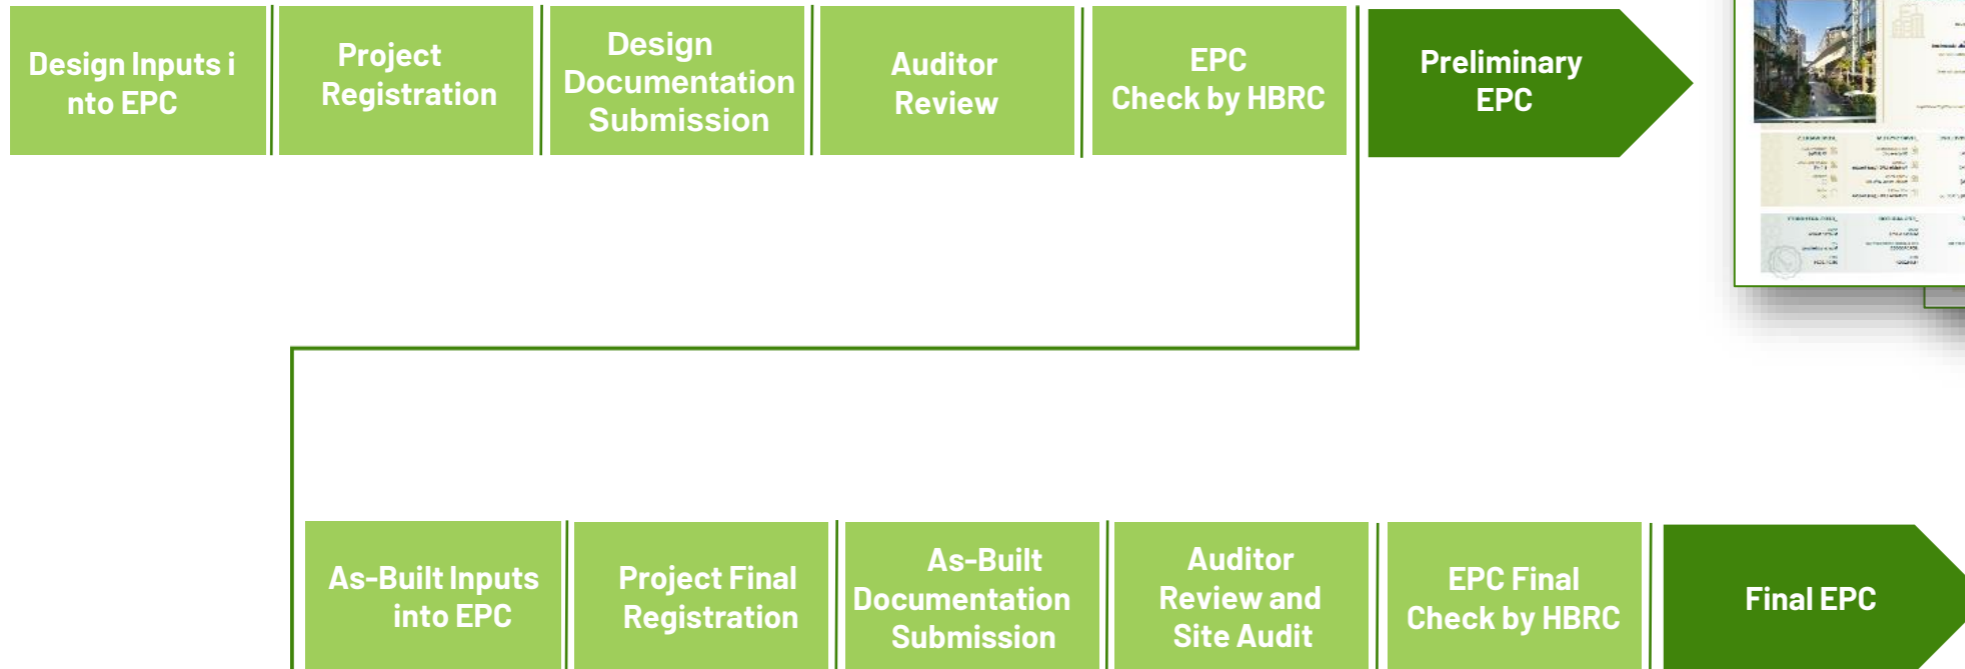 Design Inputs i
nto EPC
Project
Registration
Design
Documentation
Submission
Auditor
Review
EPC
Check by HBRC
Preliminary
EPC
As-Built Inputs
into EPC
Project Final
Registration
As-Built
Documentation
Submission
Auditor
Review and
Site Audit
EPC Final
Check by HBRC
Final EPC